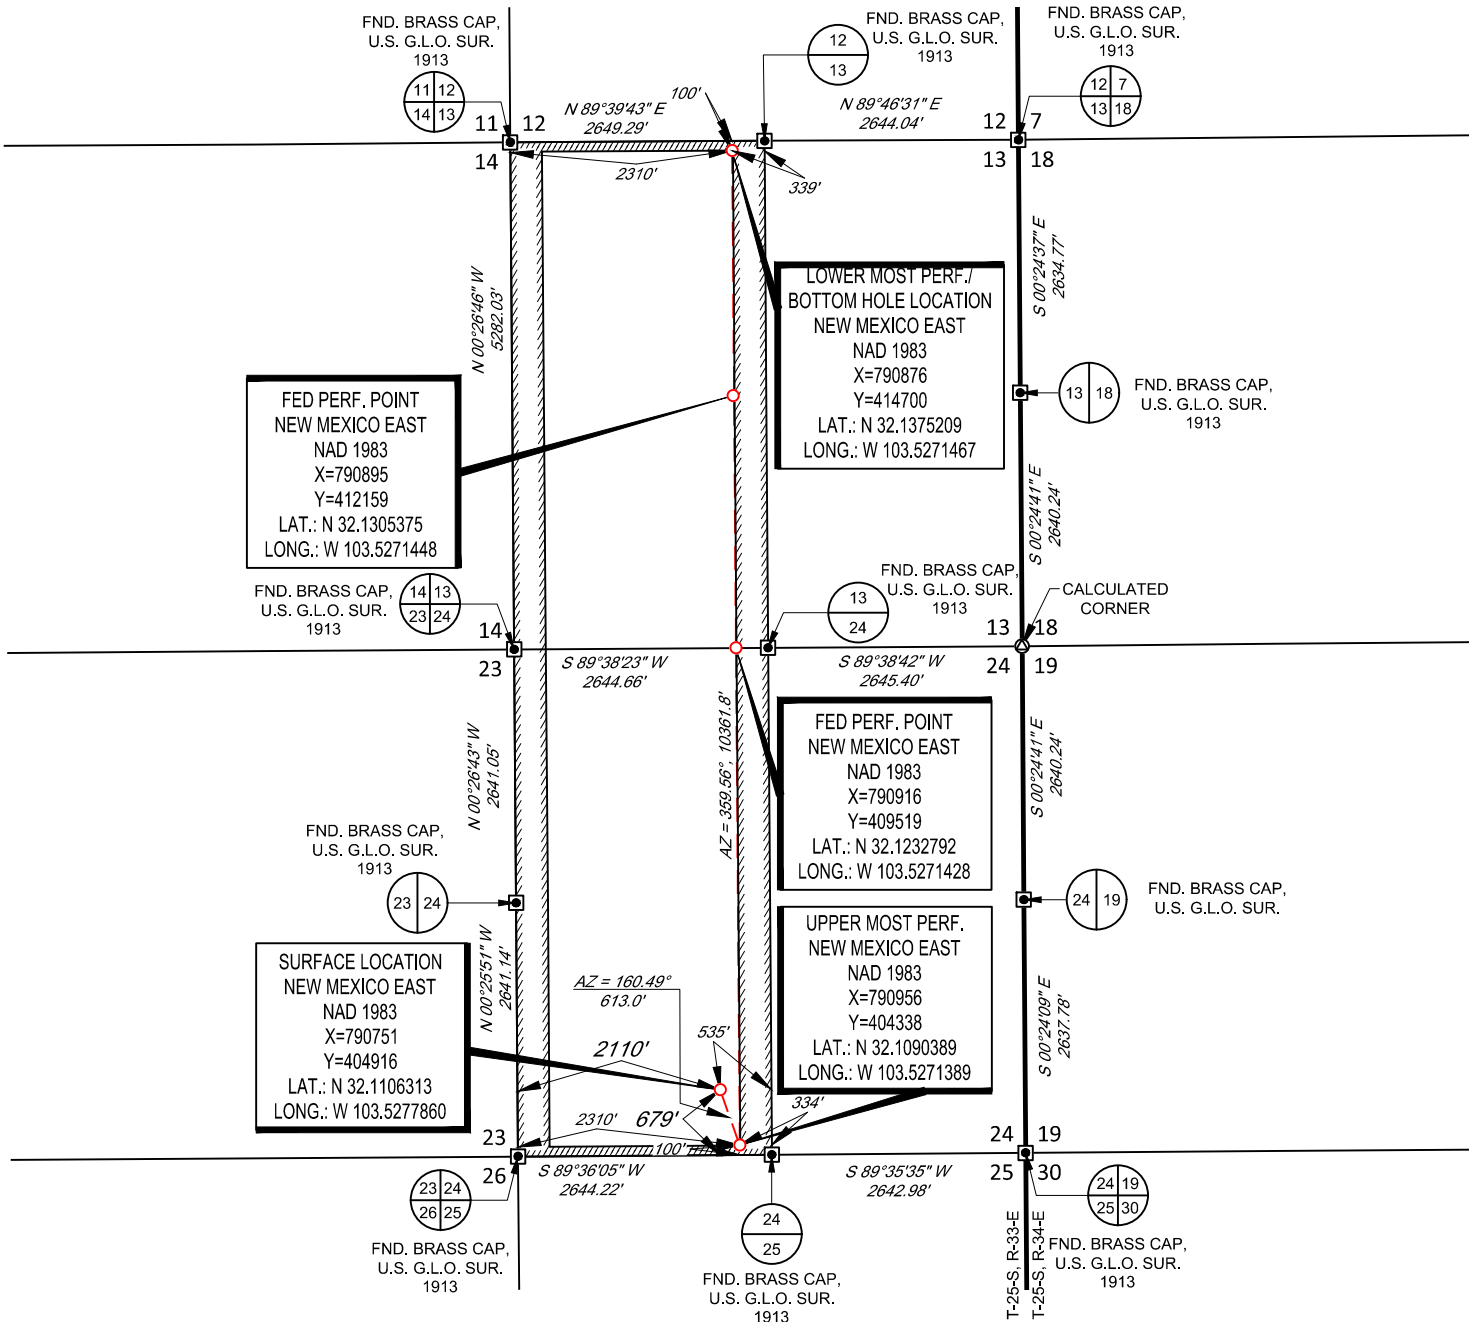 FND. BRASS CAP,
U.S. G.L.O. SUR.
1913
11 12
14 13
12
13
FND. BRASS CAP,
U.S. G.L.O. SUR.
1913
FND. BRASS CAP,
U.S. G.L.O. SUR.
1913
12 7
13 18
11 12
14
N 89°39'43" E
2649.29'
100'
N 89°46'31" E
2644.04'
12 7
13 18
2310'
339'
N 00°26'46" W
5282.03'
S 00°24'37" E
2634.77'
LOWER MOST PERF./
BOTTOM HOLE LOCATION
NEW MEXICO EAST
NAD 1983
X=790876
Y=414700
LAT.: N 32.1375209
LONG.: W 103.5271467
FED PERF. POINT
NEW MEXICO EAST
NAD 1983
X=790895
Y=412159
LAT.: N 32.1305375
LONG.: W 103.5271448
13 18
FND. BRASS CAP,
U.S. G.L.O. SUR.
1913
S 00°24'41" E
2640.24'
FND. BRASS CAP,
U.S. G.L.O. SUR.
1913
14 13
23 24
14
23
13
24
FND. BRASS CAP,
U.S. G.L.O. SUR.
1913
CALCULATED
CORNER
13 18
24 19
S 89°38'23" W
2644.66'
S 89°38'42" W
2645.40'
N 00°26'43" W
2641.05'
AZ = 359.56°, 10361.8'
FED PERF. POINT
NEW MEXICO EAST
NAD 1983
X=790916
Y=409519
LAT.: N 32.1232792
LONG.: W 103.5271428
S 00°24'41" E
2640.24'
FND. BRASS CAP,
U.S. G.L.O. SUR.
1913
23 24
24 19
FND. BRASS CAP,
U.S. G.L.O. SUR.
UPPER MOST PERF.
NEW MEXICO EAST
NAD 1983
X=790956
Y=404338
LAT.: N 32.1090389
LONG.: W 103.5271389
SURFACE LOCATION
NEW MEXICO EAST
NAD 1983
X=790751
Y=404916
LAT.: N 32.1106313
LONG.: W 103.5277860
N 00°25'51" W
2641.14'
AZ = 160.49°
613.0'
535'
2110'
S 00°24'09" E
2637.78'
2310'
679'
334'
100'
23
26
24 19
25 30
S 89°36'05" W
2644.22'
S 89°35'35" W
2642.98'
23 24
26 25
FND. BRASS CAP,
U.S. G.L.O. SUR.
1913
24
25
FND. BRASS CAP,
U.S. G.L.O. SUR.
1913
T-25-S, R-33-E
T-25-S, R-34-E
24 19
25 30
FND. BRASS CAP,
U.S. G.L.O. SUR.
1913